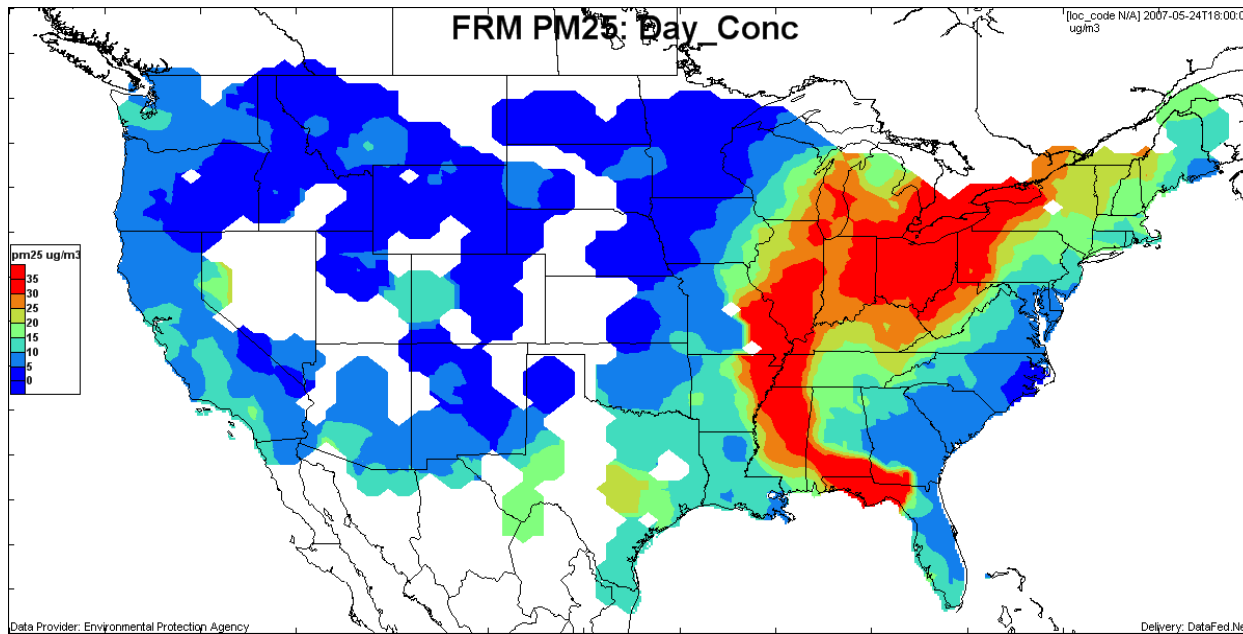 FRM PM25: Day_Conc
[loc_code N/A] 2007-05-24T18:00:0
ug/m3
pm25 ug/m3
35
30
25
20
15
10
5
0
Data Provider: Environmental Protection Agency
Delivery: DataFed.Ne